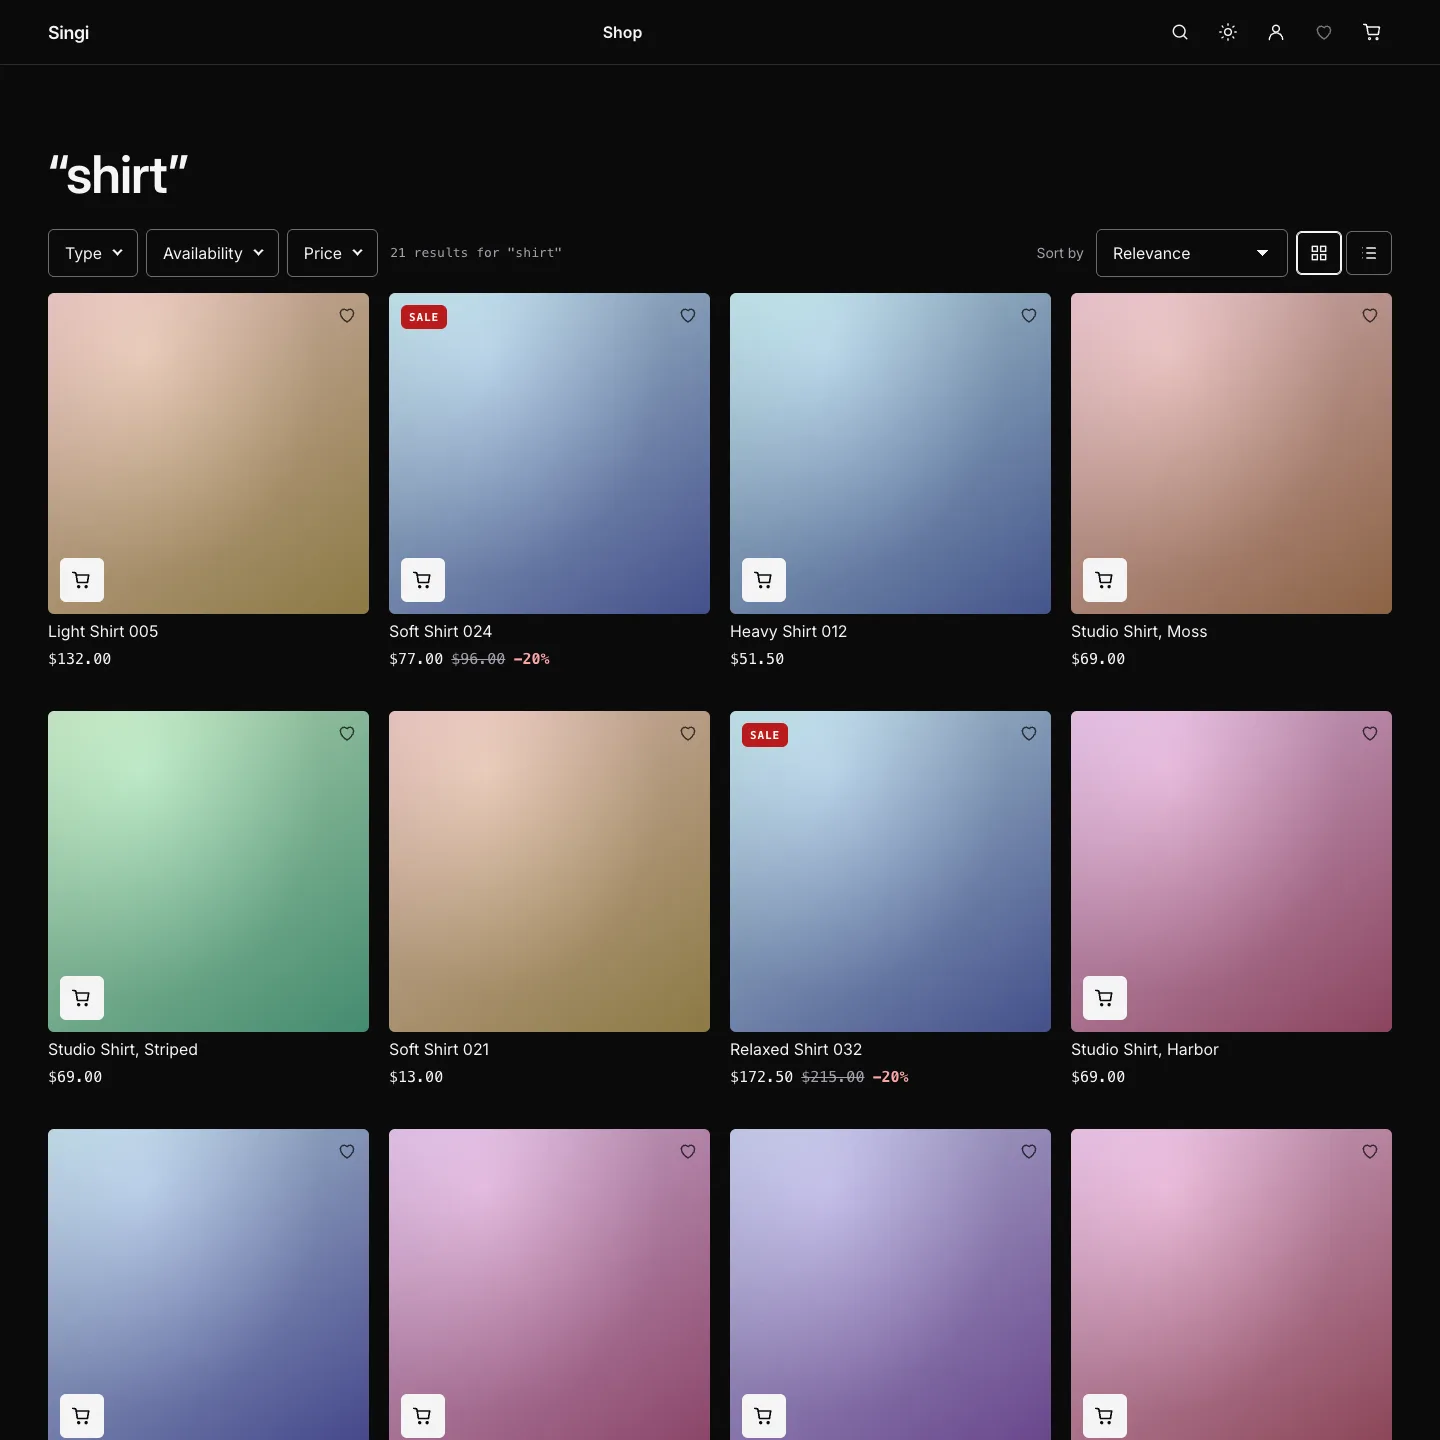 Singi
Shop
“shirt”
Type
Availability
Price
21 results for "shirt"
Sort by
Relevance
SALE
Light Shirt 005
$132.00
Soft Shirt 024
$77.00 $96.00 −20%
Heavy Shirt 012
$51.50
Studio Shirt, Moss
$69.00
SALE
Studio Shirt, Striped
$69.00
Soft Shirt 021
$13.00
Relaxed Shirt 032
$172.50 $215.00 −20%
Studio Shirt, Harbor
$69.00